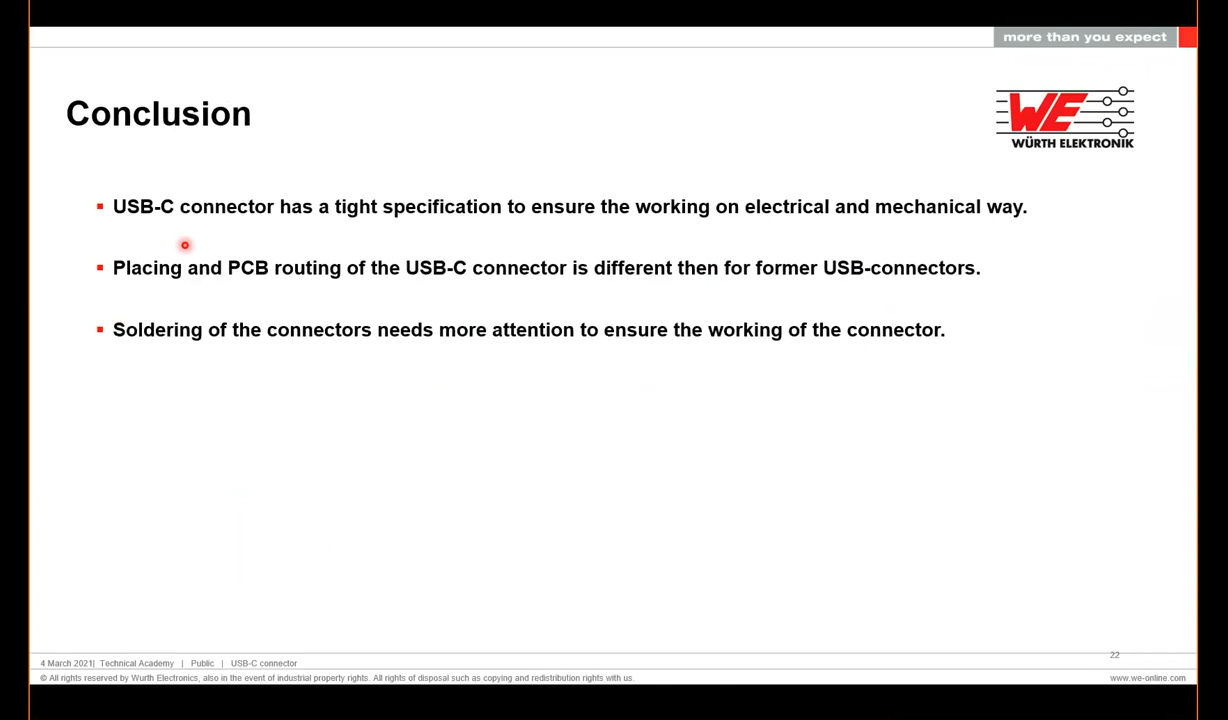 more than you expect
Conclusion
WE
WÜRTH ELEKTRONIK
USB-C connector has a tight specification to ensure the working on electrical and mechanical way.
Placing and PCB routing of the USB-C connector is different then for former USB-connectors.
Soldering of the connectors needs more attention to ensure the working of the connector.
22
4 March 2021| Technical Academy | Public | USB-C connector
© All rights reserved by Wurth Electronics, also in the event of industrial property rights. All rights of disposal such as copying and redistribution rights with us.
www.we-online.com